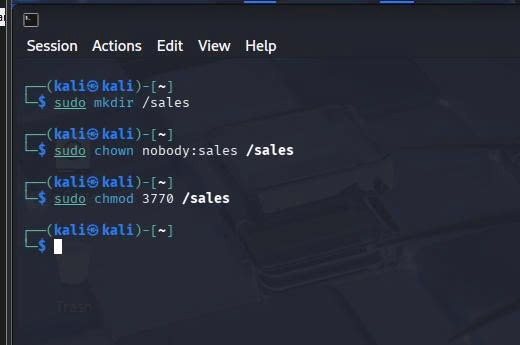 Session Actions Edit View Help
┌──(kali㉿kali)-[~]
└─$ sudo mkdir /sales
┌──(kali㉿kali)-[~]
└─$ sudo chown nobody:sales /sales
┌──(kali㉿kali)-[~]
└─$ sudo chmod 3770 /sales
┌──(kali㉿kali)-[~]
└─$
Trash